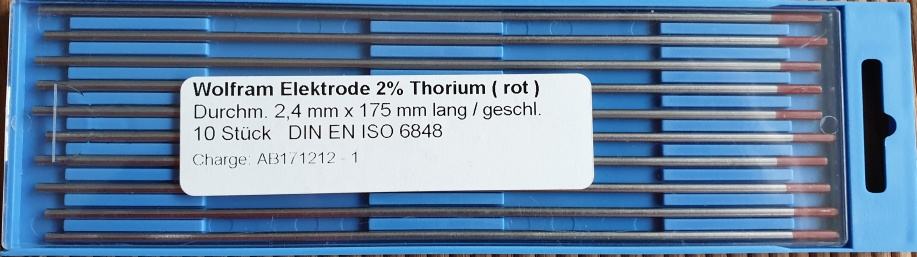 Wolfram Elektrode 2% Thorium ( rot )
Durchm. 2,4 mm x 175 mm lang / geschl.
10 Stück DIN EN ISO 6848
Charge: AB171212 - 1